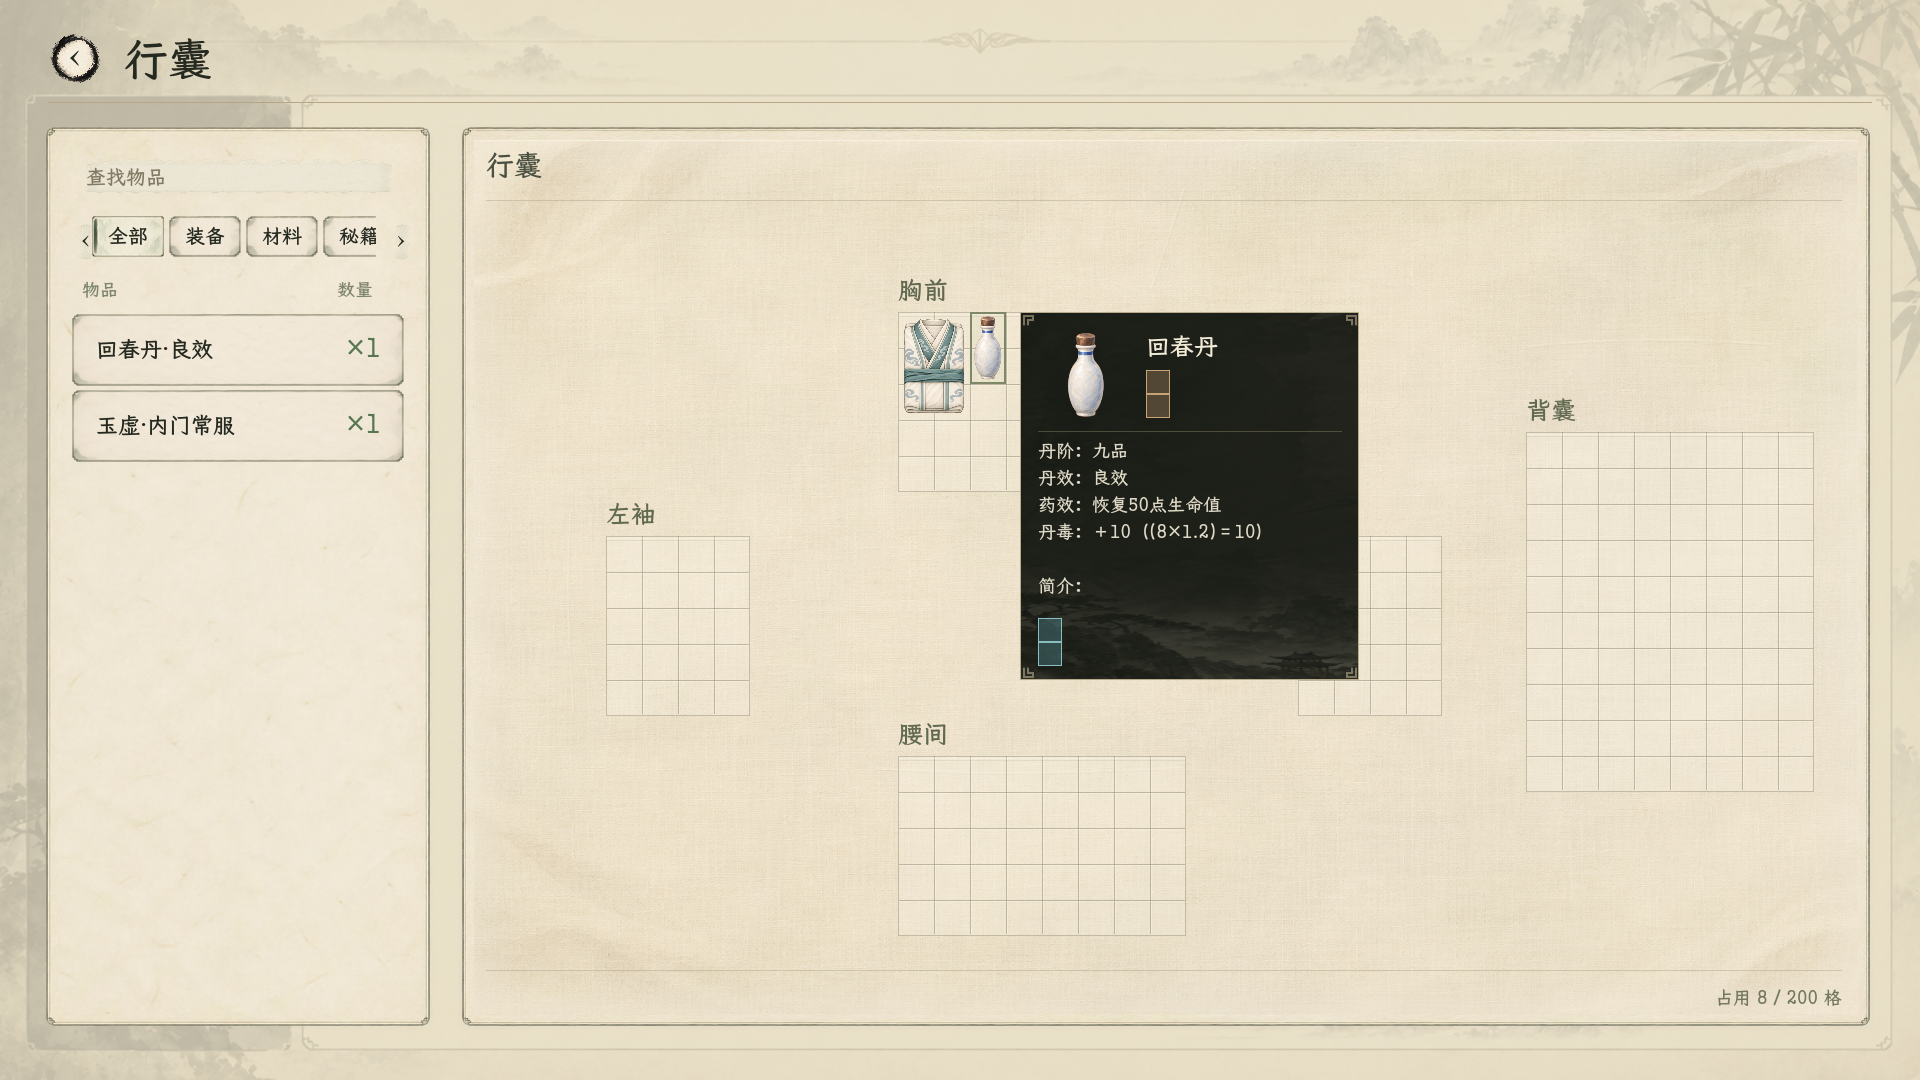 行囊
查找物品
全部 装备 材料 秘籍
物品 数量
回春丹·良效 ×1
玉虚·内门常服 ×1
行囊
胸前
回春丹
丹阶：九品
丹效：良效
药效：恢复50点生命值
丹毒：+10 ((8×1.2)=10)
简介：
背囊
左袖
腰间
占用 8 / 200 格